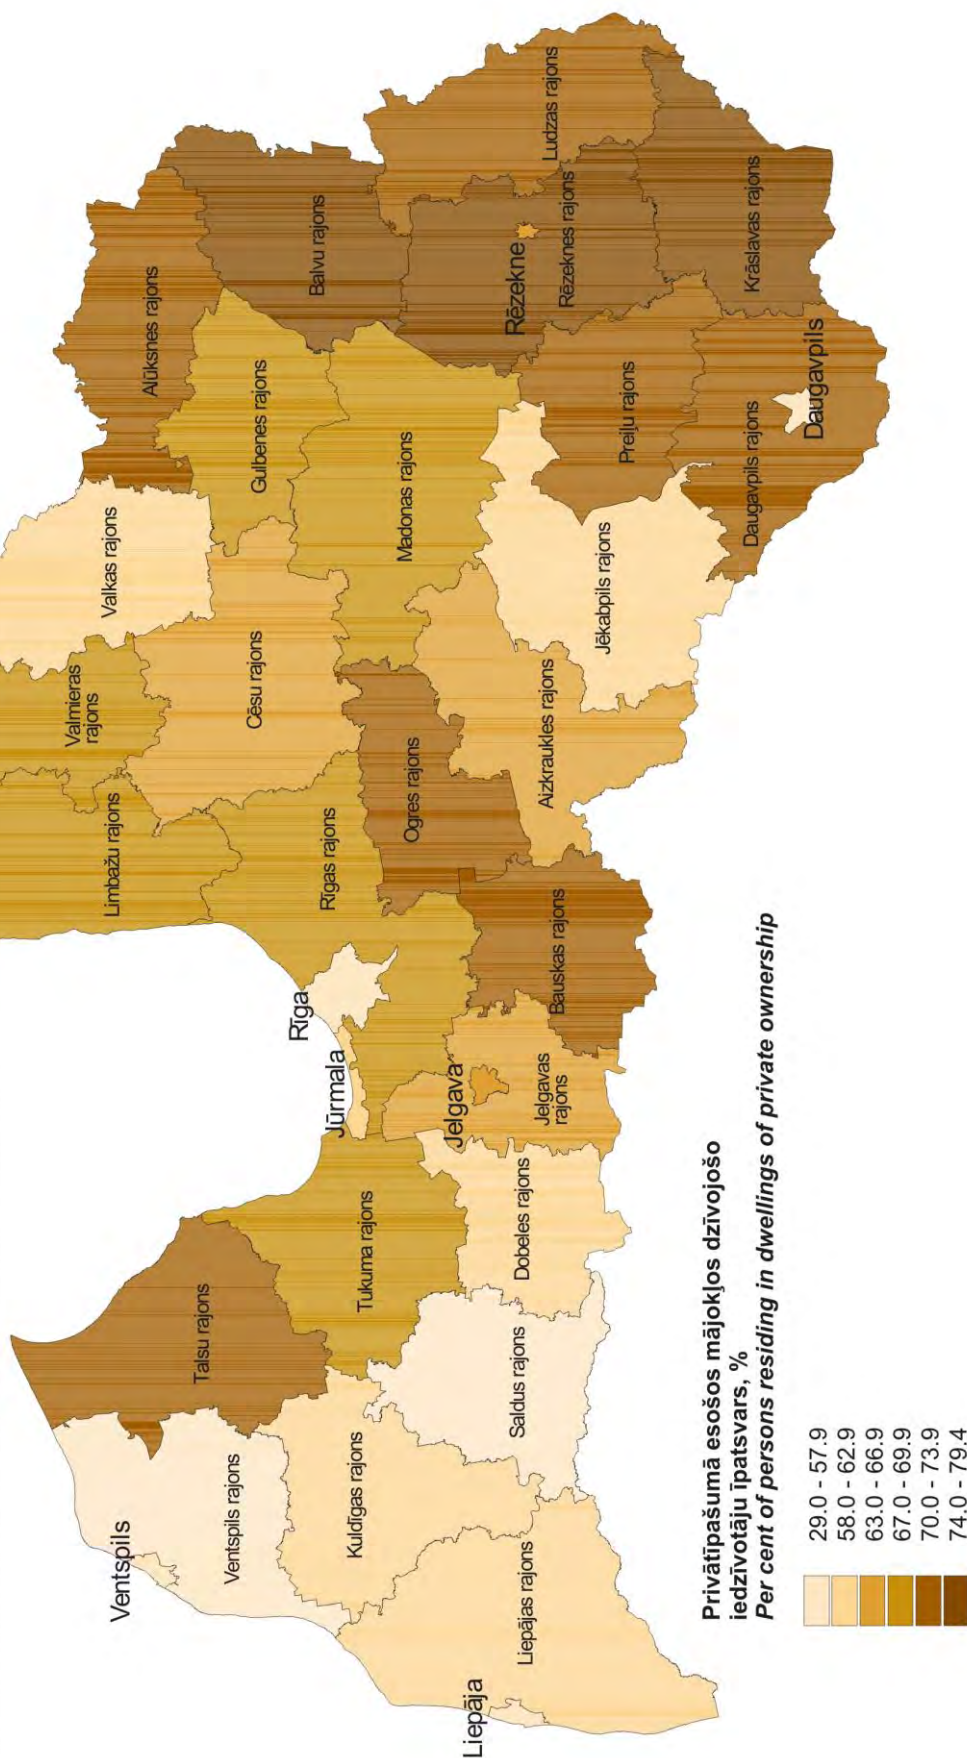 Valkas rajons
Valmieras
rajons
Limbažu rajons
Alūksnes rajons
Gulbenes rajons
Cēsu rajons
Balvu rajons
Madonas rajons
Rīgas rajons
Ogres rajons
Rīga
Jūrmala
Talsu rajons
Tukuma rajons
Ventspils
Ventspils rajons
Kuldīgas rajons
Ludzas rajons
Rēzekne
Rēzeknes rajons
Krāslavas rajons
Preiļu rajons
Daugavpils rajons
Daugavpils
Jēkabpils rajons
Aizkraukles rajons
Bauskas rajons
Jelgava
Jelgavas
rajons
Dobeles rajons
Saldus rajons
Liepājas rajons
Liepāja
Privātīpašumā esošos mājokļos dzīvojošo
iedzīvotāju īpatsvars, %
Per cent of persons residing in dwellings of private ownership
29.0 - 57.9
58.0 - 62.9
63.0 - 66.9
67.0 - 69.9
70.0 - 73.9
74.0 - 79.4